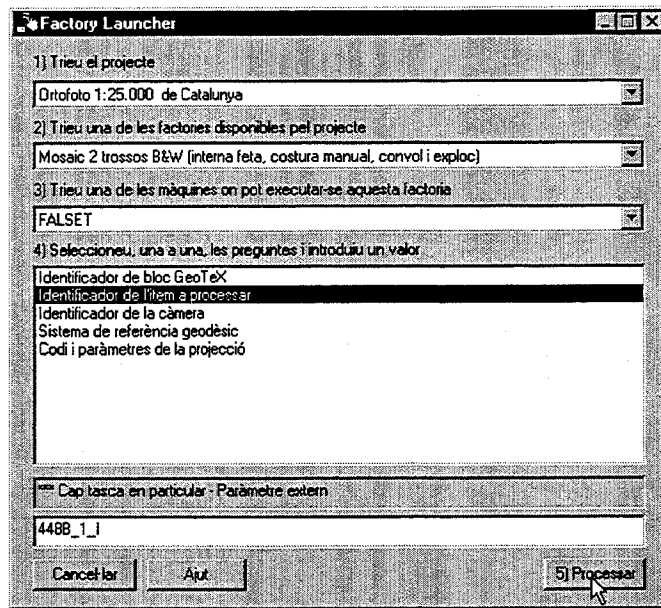 Factory Launcher
1) Trieu el projecte
Ortofoto 1:25.000 de Catalunya
2) Trieu una de les factories disponibles pel projecte
Mosaic 2 trossos B&W (interna feta, costura manual, convol i exploc)
3) Trieu una de les màquines on pot executar-se aquesta factoria
FALSET
4) Seleccioneu, una a una, les preguntes i introduïu un valor
Identificador de bloc GeoTeX
Identificador de l'ítem a processar
Identificador de la càmera
Sistema de referència geodèsic
Codi i paràmetres de la projecció
*** Cap tasca en particular - Paràmetre extern
448B_1_i
Cancel·lar Ajut 5) Processar